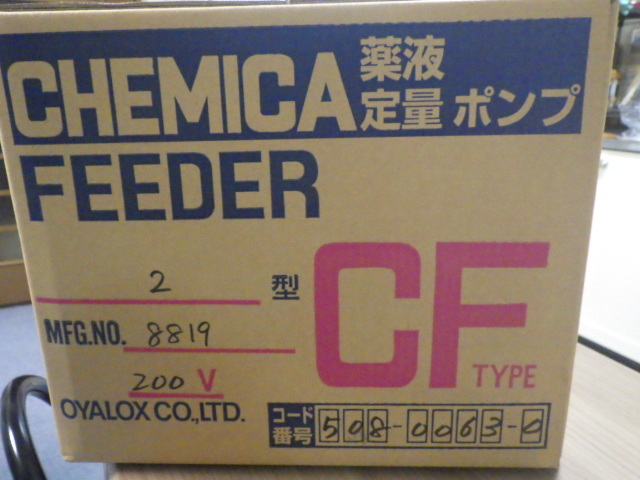 CHEMICA 薬液
定量 ポンプ
FEEDER
2 型
MFG.NO. 8819
200 V
CF
TYPE
OYALOX CO.,LTD.
コード
番号 508-0063-0